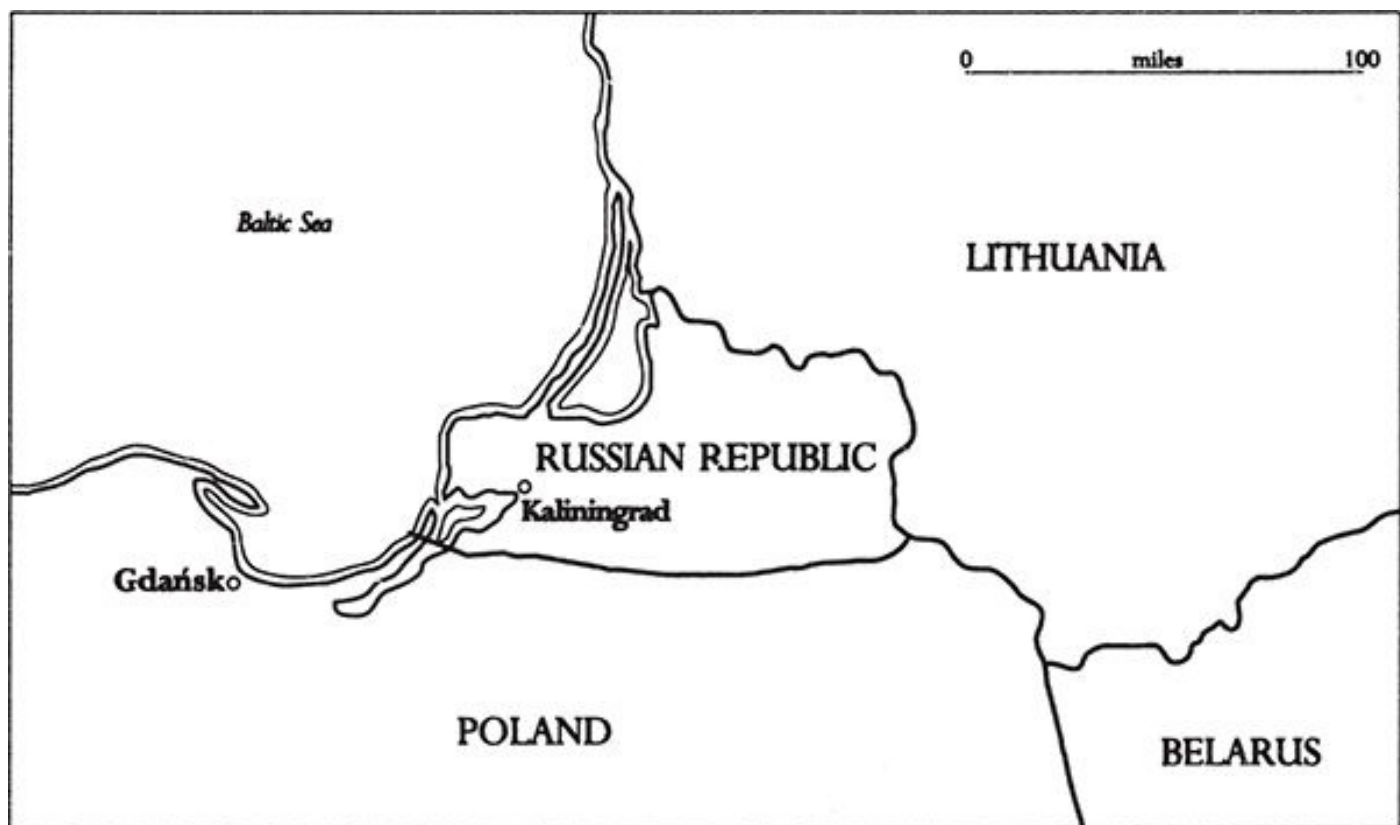 0 miles 100
Baltic Sea
LITHUANIA
RUSSIAN REPUBLIC
Kaliningrad
Gdańsk
POLAND
BELARUS